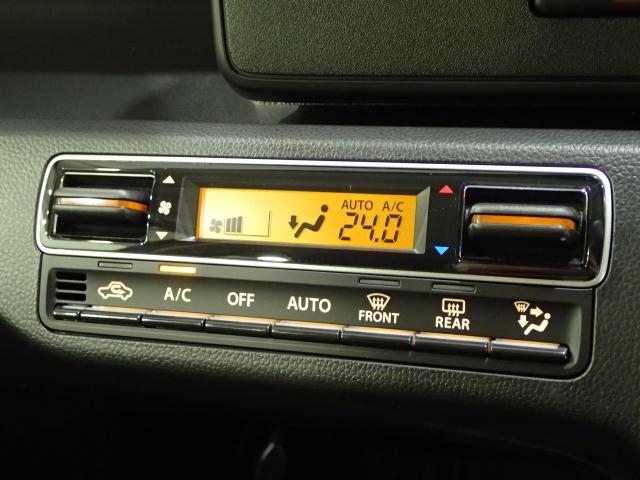 AUTO A/C
24.0
A/C
OFF
AUTO
FRONT
REAR